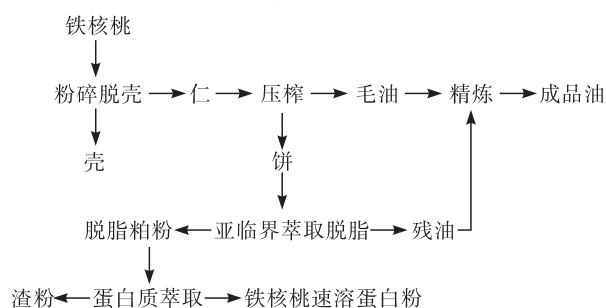 铁核桃
粉碎脱壳 仁 压榨 毛油 精炼 成品油
壳 饼
脱脂粕粉 亚临界萃取脱脂 残油
渣粉 蛋白质萃取 铁核桃速溶蛋白粉